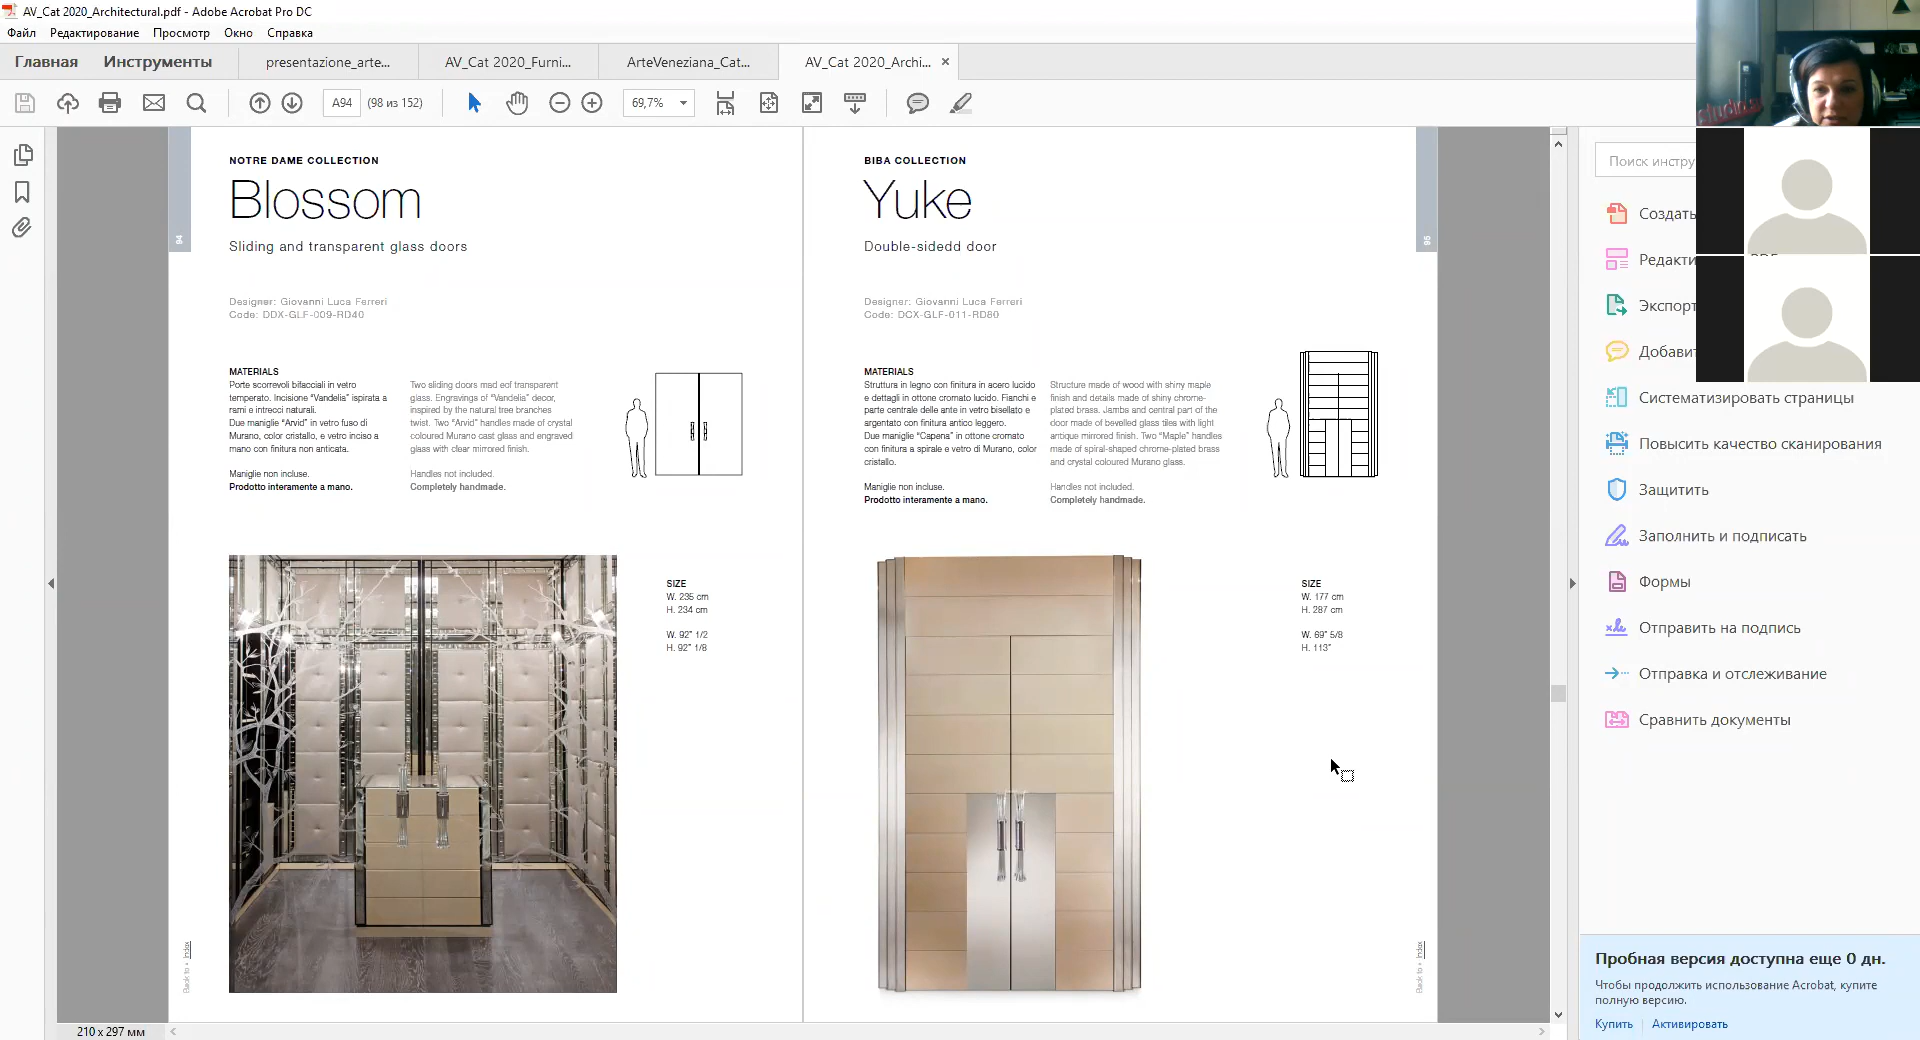 AV_Cat 2020_Architectural.pdf - Adobe Acrobat Pro DC
Файл Редактирование Просмотр Окно Справка
Главная Инструменты presentazione_arte... AV_Cat 2020_Furni... ArteVeneziana_Cat... AV_Cat 2020_Archi... ×
A94 (98 из 152) 69,7%
94
NOTRE DAME COLLECTION
Blossom
Sliding and transparent glass doors
Designer: Giovanni Luca Ferreri
Code: DDX-GLF-009-RD40
MATERIALS
Porte scorrevoli bifacciali in vetro
temperato. Incisione “Vandelia” ispirata a
rami e intrecci naturali.
Due maniglie “Arvid” in vetro fuso di
Murano, color cristallo, e vetro inciso a
mano con finitura non anticata.
Maniglie non incluse.
Prodotto interamente a mano.
Two sliding doors mad eof transparent
glass. Engravings of “Vandelia” decor,
inspired by the natural tree branches
twist. Two “Arvid” handles made of crystal
coloured Murano cast glass and engraved
glass with clear mirrored finish.
Handles not included.
Completely handmade.
SIZE
W. 235 cm
H. 234 cm
W. 92” 1/2
H. 92” 1/8
Back to • Index
95
BIBA COLLECTION
Yuke
Double-sidedd door
Designer: Giovanni Luca Ferreri
Code: DCX-GLF-011-RD80
MATERIALS
Struttura in legno con finitura in acero lucido
e dettagli in ottone cromato lucido. Fianchi e
parte centrale delle ante in vetro bisellato e
argentato con finitura antico leggero.
Due maniglie “Capena” in ottone cromato
con finitura a spirale e vetro di Murano, color
cristallo.
Maniglie non incluse.
Prodotto interamente a mano.
Structure made of wood with shiny maple
finish and details made of shiny chrome-
plated brass. Jambs and central part of the
door made of bevelled glass tiles with light
antique mirrored finish. Two “Maple” handles
made of spiral-shaped chrome-plated brass
and crystal coloured Murano glass.
Handles not included.
Completely handmade.
SIZE
W. 177 cm
H. 287 cm
W. 69” 5/8
H. 113”
Back to • Index
210 x 297 мм
Поиск инстру
Создать
Редакти
Экспорт
Добави
Систематизировать страницы
Повысить качество сканирования
Защитить
Заполнить и подписать
Формы
Отправить на подпись
Отправка и отслеживание
Сравнить документы
Пробная версия доступна еще 0 дн.
Чтобы продолжить использование Acrobat, купите
полную версию.
Купить Активировать